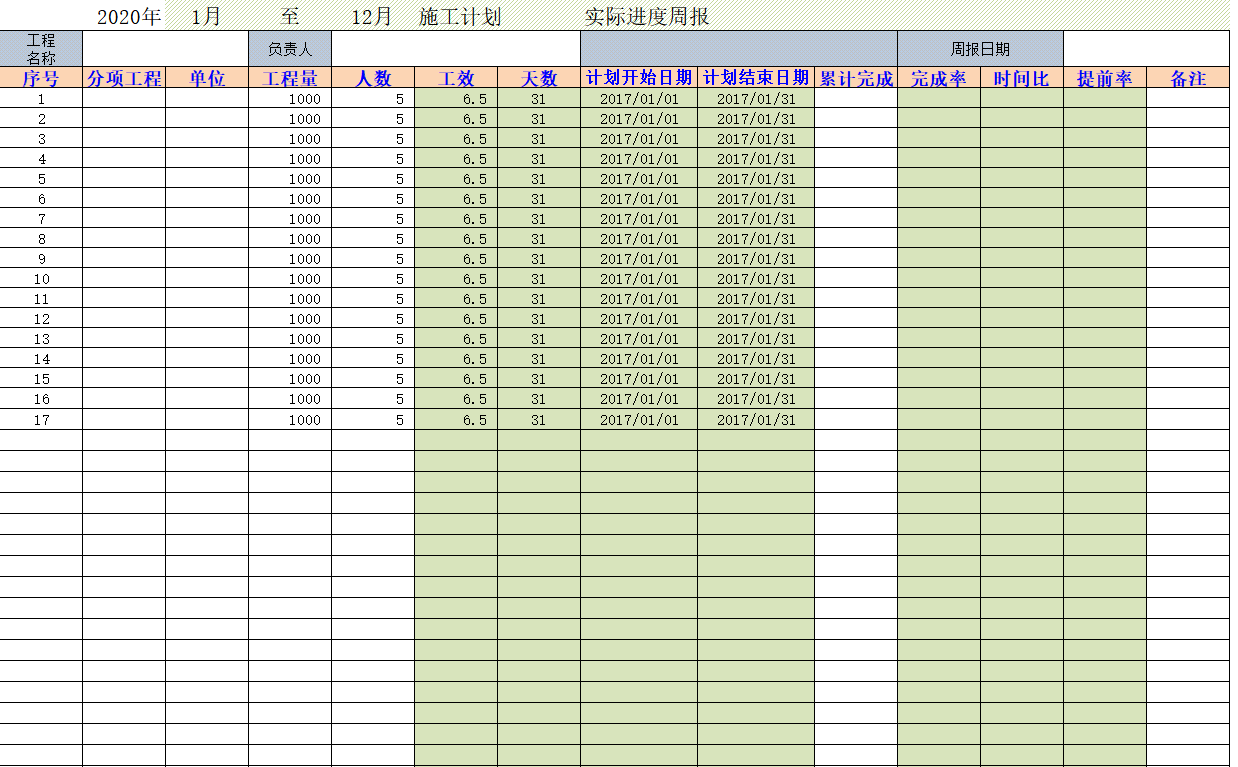 2020年 1月 至 12月 施工计划 实际进度周报
工程名称 负责人 周报日期
序号 分项工程 单位 工程量 人数 工效 天数 计划开始日期 计划结束日期 累计完成 完成率 时间比 提前率 备注
1 1000 5 6.5 31 2017/01/01 2017/01/31
2 1000 5 6.5 31 2017/01/01 2017/01/31
3 1000 5 6.5 31 2017/01/01 2017/01/31
4 1000 5 6.5 31 2017/01/01 2017/01/31
5 1000 5 6.5 31 2017/01/01 2017/01/31
6 1000 5 6.5 31 2017/01/01 2017/01/31
7 1000 5 6.5 31 2017/01/01 2017/01/31
8 1000 5 6.5 31 2017/01/01 2017/01/31
9 1000 5 6.5 31 2017/01/01 2017/01/31
10 1000 5 6.5 31 2017/01/01 2017/01/31
11 1000 5 6.5 31 2017/01/01 2017/01/31
12 1000 5 6.5 31 2017/01/01 2017/01/31
13 1000 5 6.5 31 2017/01/01 2017/01/31
14 1000 5 6.5 31 2017/01/01 2017/01/31
15 1000 5 6.5 31 2017/01/01 2017/01/31
16 1000 5 6.5 31 2017/01/01 2017/01/31
17 1000 5 6.5 31 2017/01/01 2017/01/31